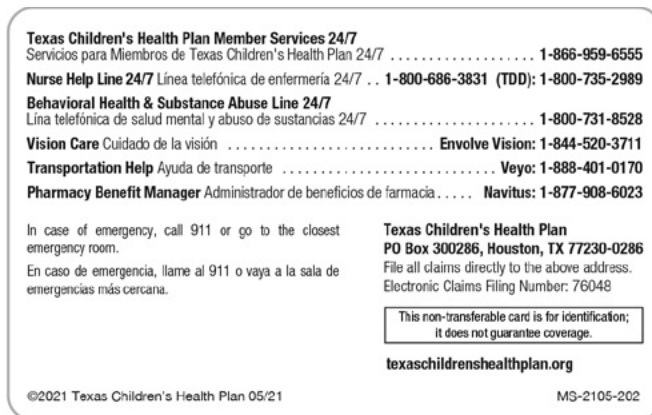 Texas Children's Health Plan Member Services 24/7
Servicios para Miembros de Texas Children's Health Plan 24/7 . . . . . . . . . . . . . . . . . . . 1-866-959-6555
Nurse Help Line 24/7 Línea telefónica de enfermería 24/7 . . 1-800-686-3831 (TDD): 1-800-735-2989
Behavioral Health & Substance Abuse Line 24/7
Lína telefónica de salud mental y abuso de sustancias 24/7 . . . . . . . . . . . . . . . . . . . . . 1-800-731-8528
Vision Care Cuidado de la visión . . . . . . . . . . . . . . . . . . . . . . . . . . . Envolve Vision: 1-844-520-3711
Transportation Help Ayuda de transporte . . . . . . . . . . . . . . . . . . . . . . . . . . . Veyo: 1-888-401-0170
Pharmacy Benefit Manager Administrador de beneficios de farmacia . . . . . Navitus: 1-877-908-6023
In case of emergency, call 911 or go to the closest
emergency room.
En caso de emergencia, llame al 911 o vaya a la sala de
emergencias más cercana.
Texas Children's Health Plan
PO Box 300286, Houston, TX 77230-0286
File all claims directly to the above address.
Electronic Claims Filing Number: 76048
This non-transferable card is for identification;
it does not guarantee coverage.
texaschildrenshealthplan.org
©2021 Texas Children's Health Plan 05/21
MS-2105-202